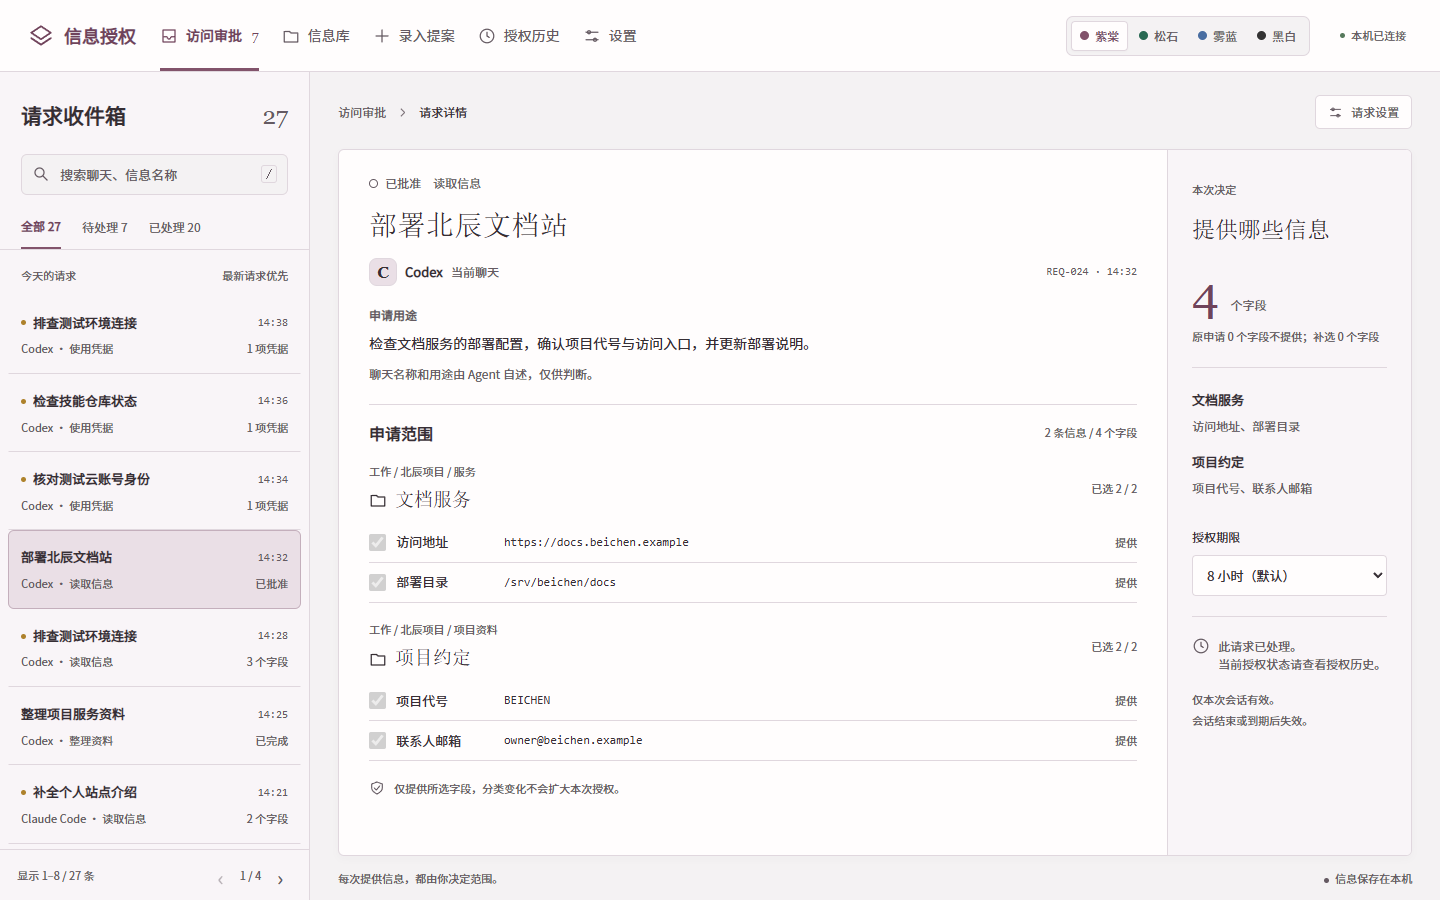 信息授权
访问审批 7
信息库
录入提案
授权历史
设置
紫棠
松石
雾蓝
黑白
本机已连接
请求收件箱 27
搜索聊天、信息名称 /
全部 27 待处理 7 已处理 20
今天的请求 最新请求优先
排查测试环境连接 14:38
Codex · 使用凭据 1 项凭据
检查技能仓库状态 14:36
Codex · 使用凭据 1 项凭据
核对测试云账号身份 14:34
Codex · 使用凭据 1 项凭据
部署北辰文档站 14:32
Codex · 读取信息 已批准
排查测试环境连接 14:28
Codex · 读取信息 3 个字段
整理项目服务资料 14:25
Codex · 整理资料 已完成
补全个人站点介绍 14:21
Claude Code · 读取信息 2 个字段
显示 1–8 / 27 条 ‹ 1 / 4 ›
访问审批 > 请求详情
请求设置
已批准 读取信息
部署北辰文档站
C Codex 当前聊天 REQ-024 · 14:32
申请用途
检查文档服务的部署配置，确认项目代号与访问入口，并更新部署说明。
聊天名称和用途由 Agent 自述，仅供判断。
申请范围 2 条信息 / 4 个字段
工作 / 北辰项目 / 服务
文档服务 已选 2 / 2
访问地址 https://docs.beichen.example 提供
部署目录 /srv/beichen/docs 提供
工作 / 北辰项目 / 项目资料
项目约定 已选 2 / 2
项目代号 BEICHEN 提供
联系人邮箱 owner@beichen.example 提供
仅提供所选字段，分类变化不会扩大本次授权。
本次决定
提供哪些信息
4 个字段
原申请 0 个字段不提供；补选 0 个字段
文档服务
访问地址、部署目录
项目约定
项目代号、联系人邮箱
授权期限
8 小时（默认）
此请求已处理。
当前授权状态请查看授权历史。
仅本次会话有效。
会话结束或到期后失效。
每次提供信息，都由你决定范围。
信息保存在本机